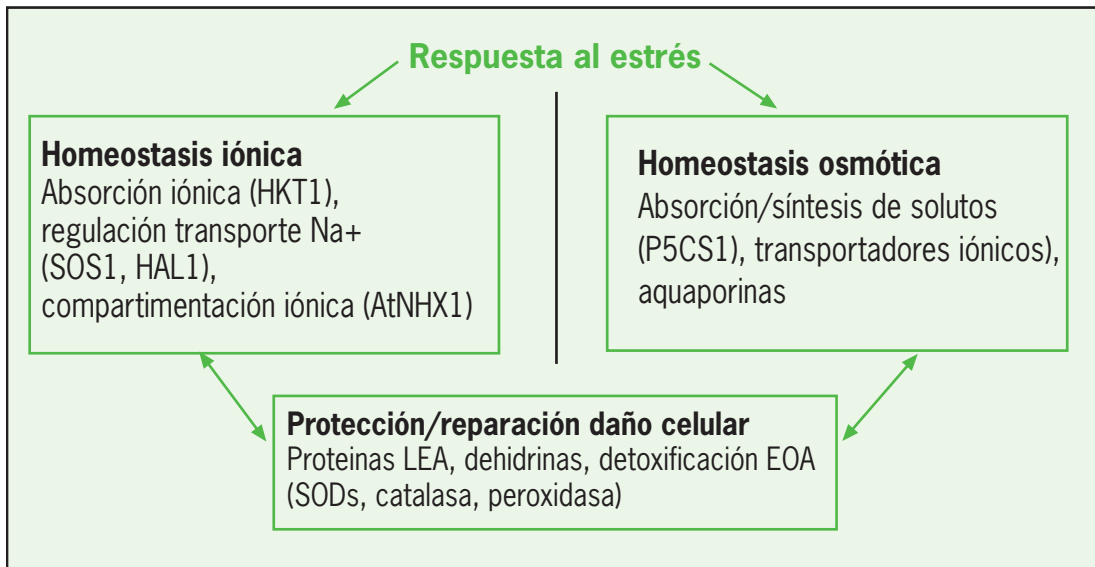 Respuesta al estrés
Homeostasis iónica
Absorción iónica (HKT1),
regulación transporte Na+
(SOS1, HAL1),
compartimentación iónica (AtNHX1)
Homeostasis osmótica
Absorción/síntesis de solutos
(P5CS1), transportadores iónicos),
aquaporinas
Protección/reparación daño celular
Proteinas LEA, dehidrinas, detoxificación EOA
(SODs, catalasa, peroxidasa)